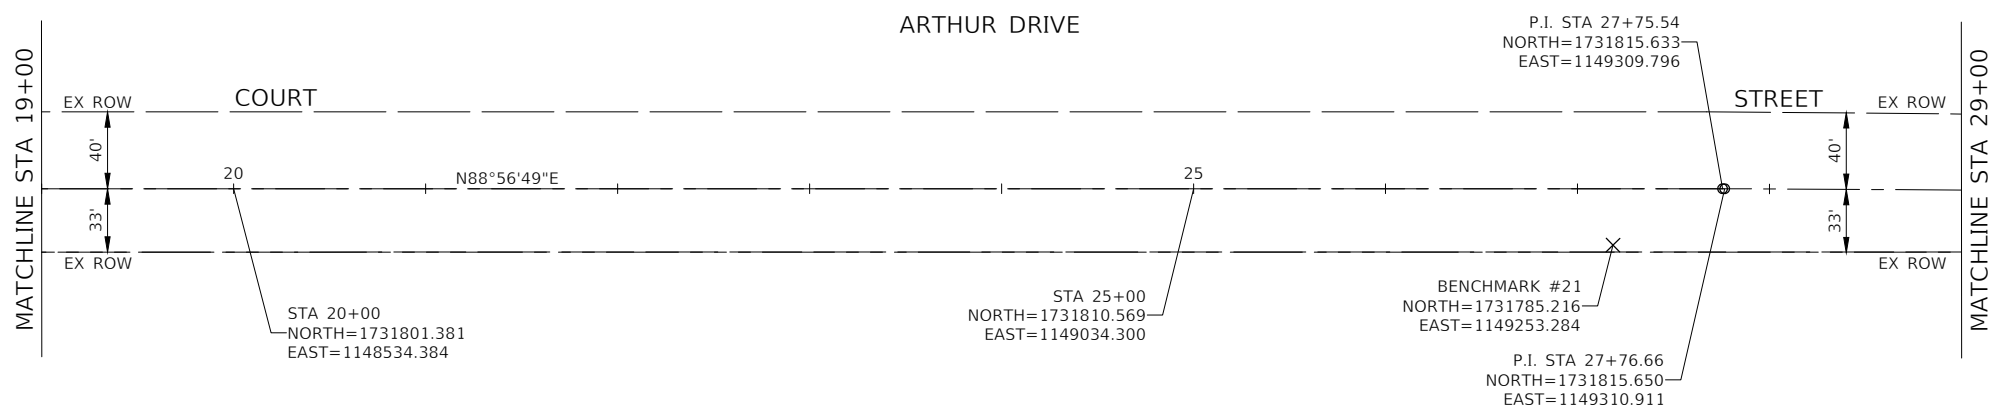 ARTHUR DRIVE
P.I. STA 27+75.54
NORTH=1731815.633
EAST=1149309.796
MATCHLINE STA 19+00
EX ROW
COURT
STREET
EX ROW
MATCHLINE STA 29+00
40'
40'
20
N88°56'49"E
25
33'
33'
EX ROW
EX ROW
STA 20+00
NORTH=1731801.381
EAST=1148534.384
STA 25+00
NORTH=1731810.569
EAST=1149034.300
BENCHMARK #21
NORTH=1731785.216
EAST=1149253.284
P.I. STA 27+76.66
NORTH=1731815.650
EAST=1149310.911